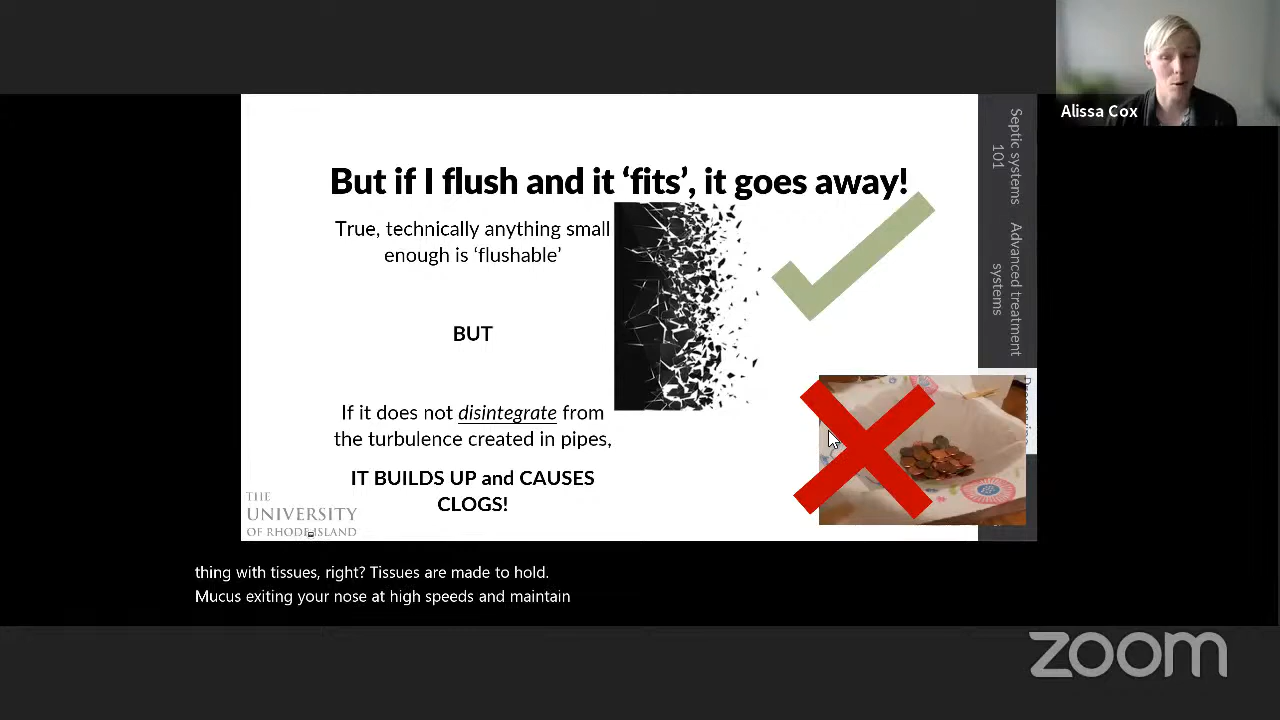 Alissa Cox
But if I flush and it ‘fits’, it goes away!
True, technically anything small
enough is ‘flushable’
BUT
If it does not disintegrate from
the turbulence created in pipes,
IT BUILDS UP and CAUSES
CLOGS!
Septic systems
101
Advanced treatment
systems
THE
UNIVERSITY
OF RHODE ISLAND
thing with tissues, right? Tissues are made to hold.
Mucus exiting your nose at high speeds and maintain
zoom